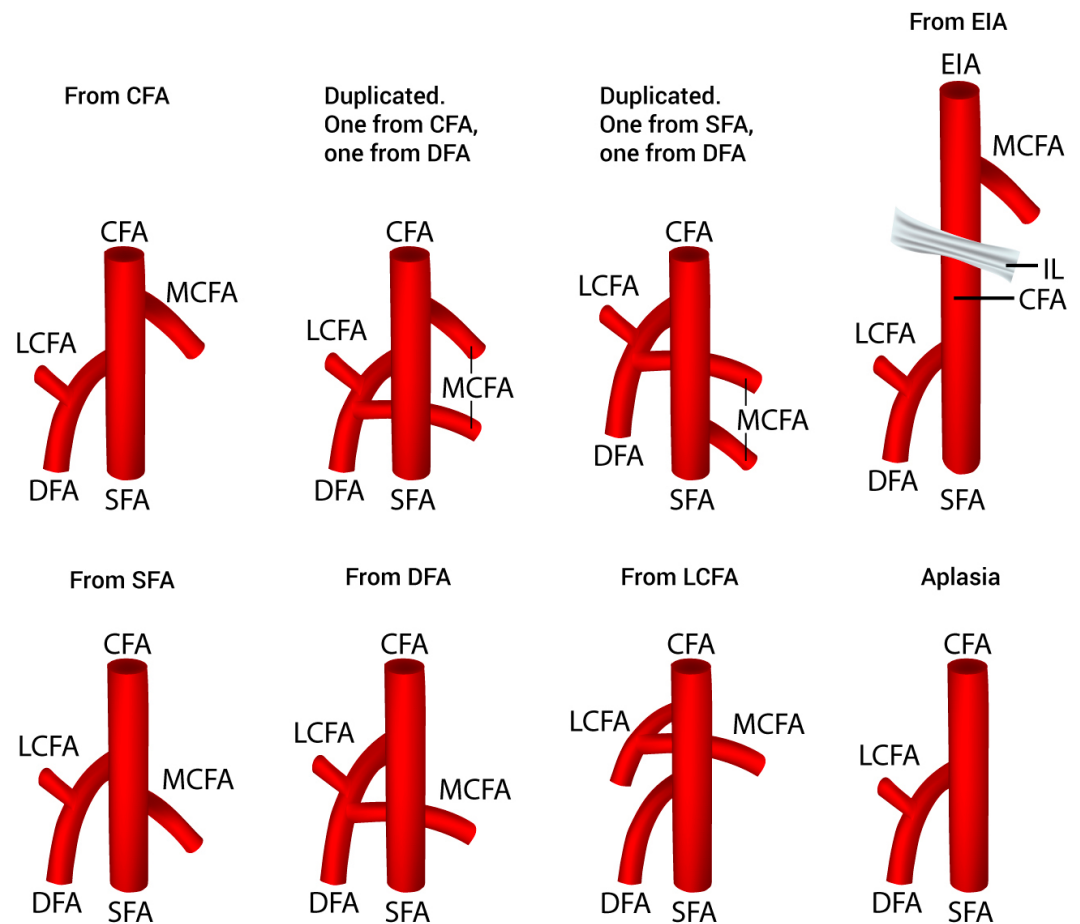 From CFA
CFA
MCFA
LCFA
DFA
SFA
Duplicated.
One from CFA,
one from DFA
CFA
LCFA
MCFA
DFA
SFA
Duplicated.
One from SFA,
one from DFA
CFA
LCFA
MCFA
DFA
SFA
From EIA
EIA
MCFA
IL
CFA
LCFA
DFA
SFA
From SFA
CFA
LCFA
MCFA
DFA
SFA
From DFA
CFA
LCFA
MCFA
DFA
SFA
From LCFA
CFA
LCFA
MCFA
DFA
SFA
Aplasia
CFA
LCFA
DFA
SFA